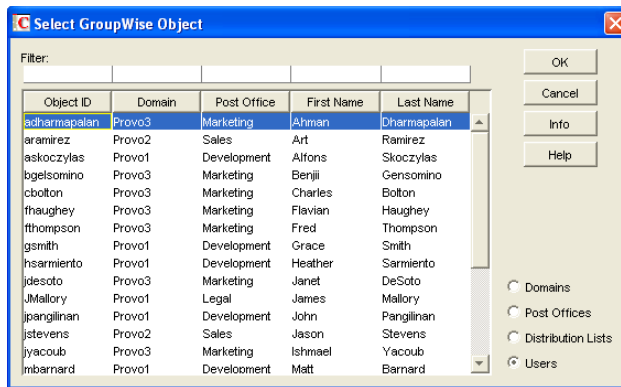 Select GroupWise Object
Filter:
OK
Cancel
Info
Help
Object ID Domain Post Office First Name Last Name
adharmapalan Provo3 Marketing Ahman Dharmapalan
aramirez Provo2 Sales Art Ramirez
askoczylas Provo1 Development Alfons Skoczylas
bgelsomino Provo3 Marketing Benjii Gensomino
cbolton Provo3 Marketing Charles Bolton
fhaughey Provo3 Marketing Flavian Haughey
fthompson Provo3 Marketing Fred Thompson
gsmith Provo1 Development Grace Smith
hsarmiento Provo1 Development Heather Sarmiento
jdesoto Provo3 Marketing Janet DeSoto
JMallory Provo1 Legal James Mallory
jpangilinan Provo1 Development John Pangilinan
jstevens Provo2 Sales Jason Stevens
jyacoub Provo3 Marketing Ishmael Yacoub
mbarnard Provo1 Development Matt Barnard
Domains
Post Offices
Distribution Lists
Users